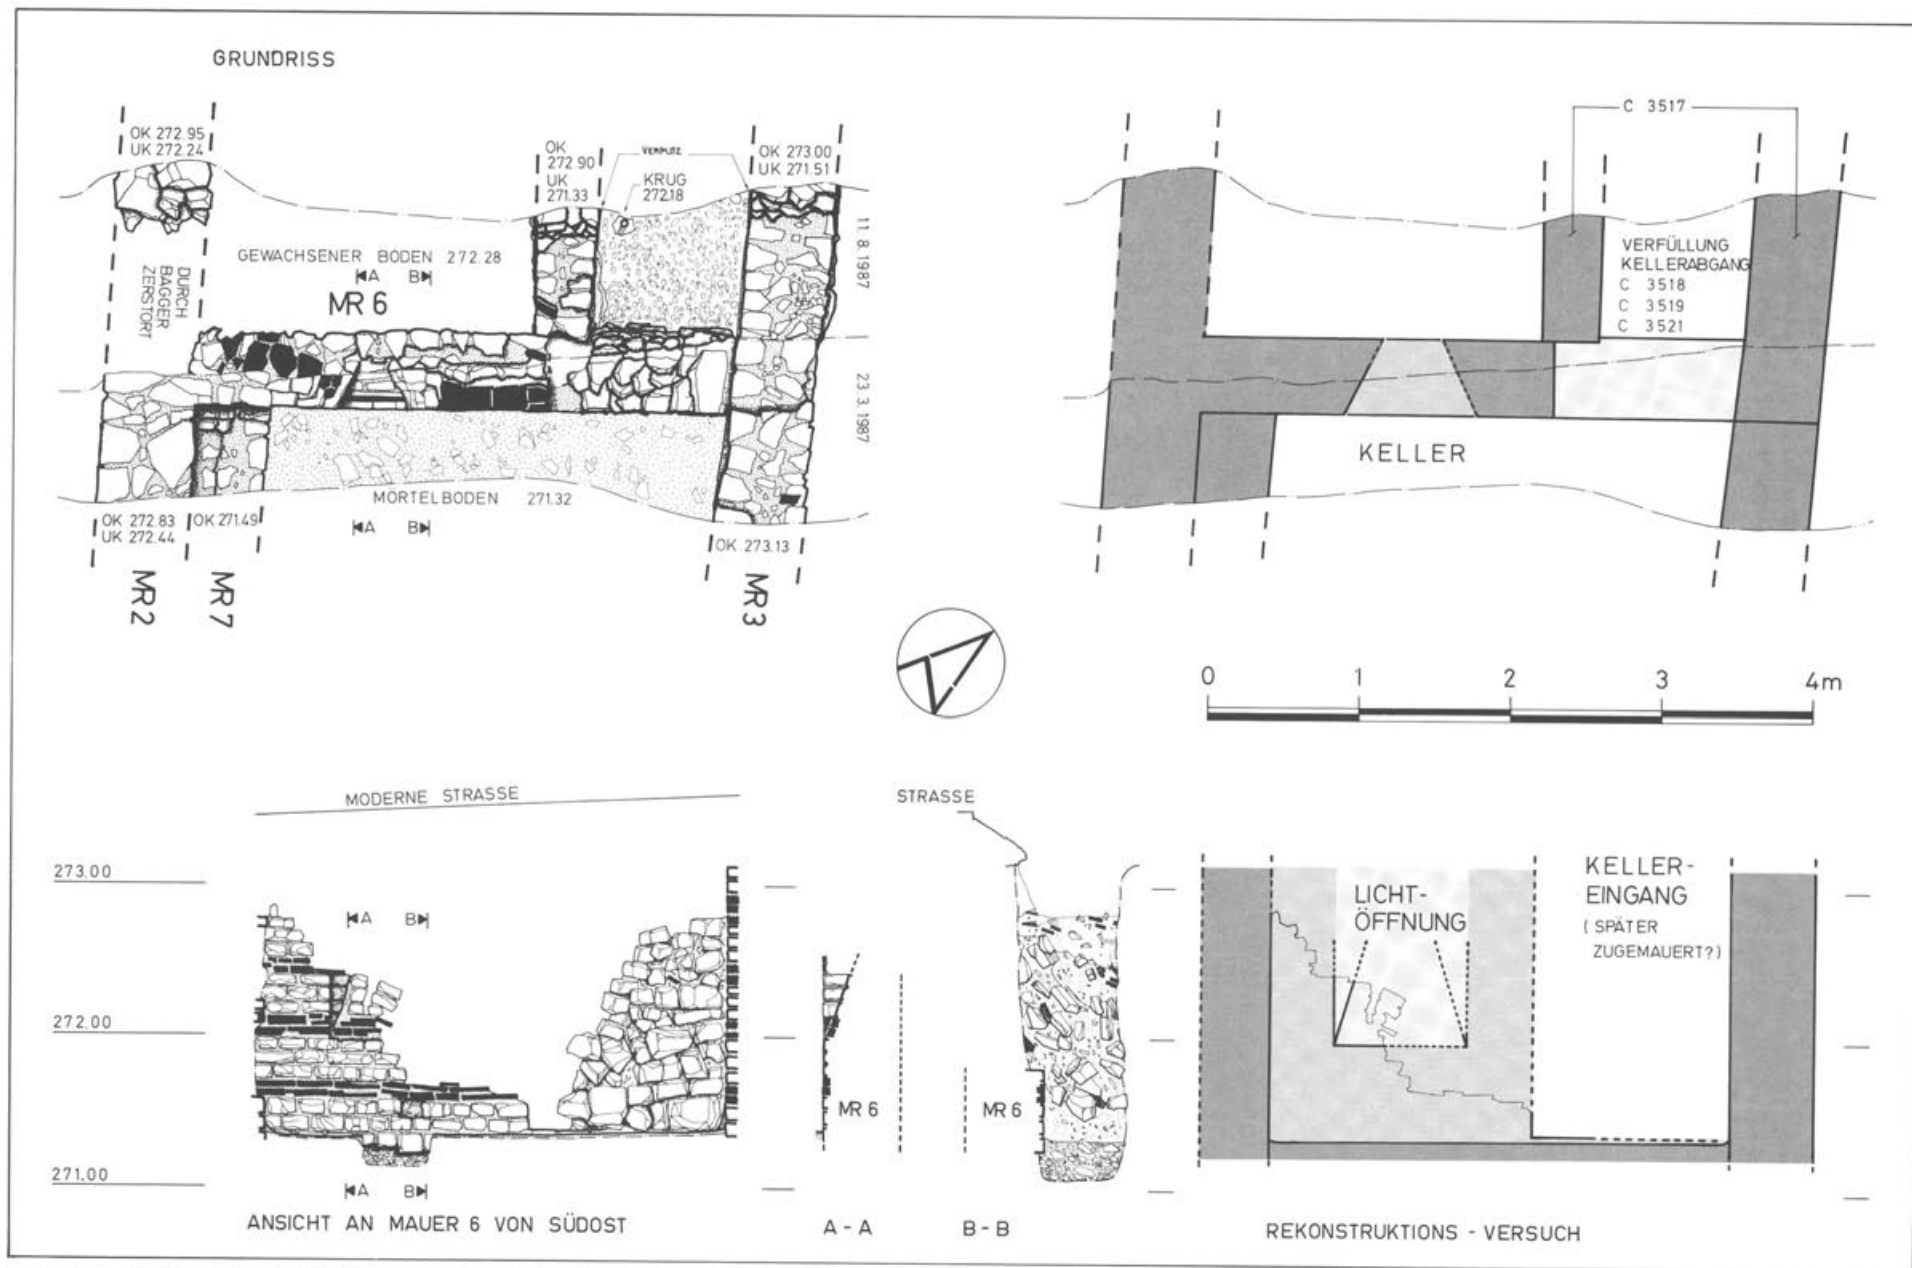 GRUNDRISS
OK 272.95
UK 272.24
OK
272.90
UK
271.33
VERPUTZ
KRUG
272.18
OK 273.00
UK 271.51
11. 8. 1987
GEWACHSENER BODEN 272.28
A B
MR 6
DURCH
BAGGER
ZERSTÖRT
23. 3. 1987
MÖRTELBODEN 271.32
A B
OK 272.83
UK 272.44
OK 271.49
OK 273.13
MR 2
MR 7
MR 3
C 3517
VERFÜLLUNG
KELLERABGANG
C 3518
C 3519
C 3521
KELLER
0 1 2 3 4m
MODERNE STRASSE
273.00
272.00
271.00
A B
A B
ANSICHT AN MAUER 6 VON SÜDOST
STRASSE
MR 6
MR 6
A - A
B - B
LICHT-
ÖFFNUNG
KELLER-
EINGANG
( SPÄTER
ZUGEMAUERT?)
REKONSTRUKTIONS - VERSUCH